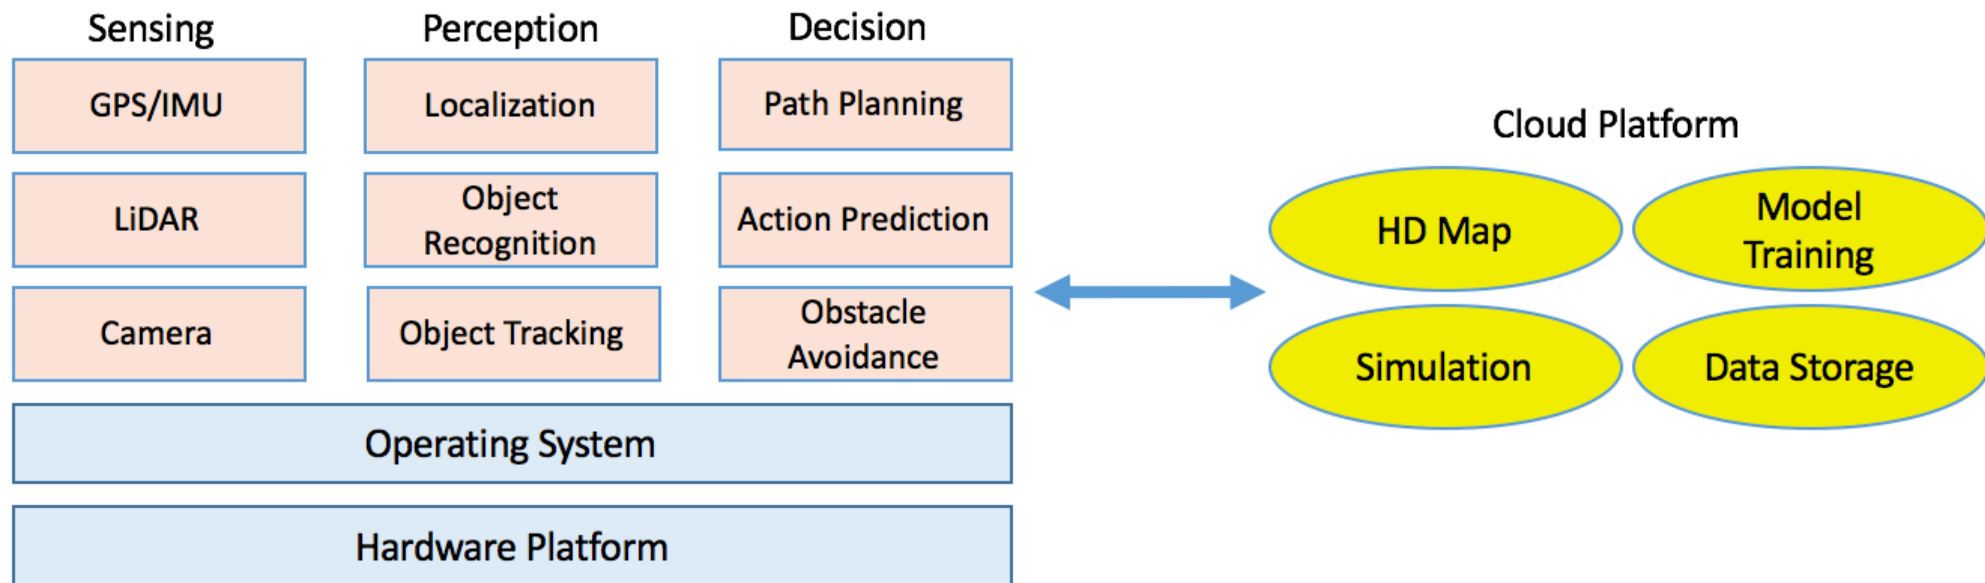 Sensing
Perception
Decision
GPS/IMU
Localization
Path Planning
LiDAR
Object
Recognition
Action Prediction
Camera
Object Tracking
Obstacle
Avoidance
Operating System
Hardware Platform
Cloud Platform
HD Map
Model
Training
Simulation
Data Storage